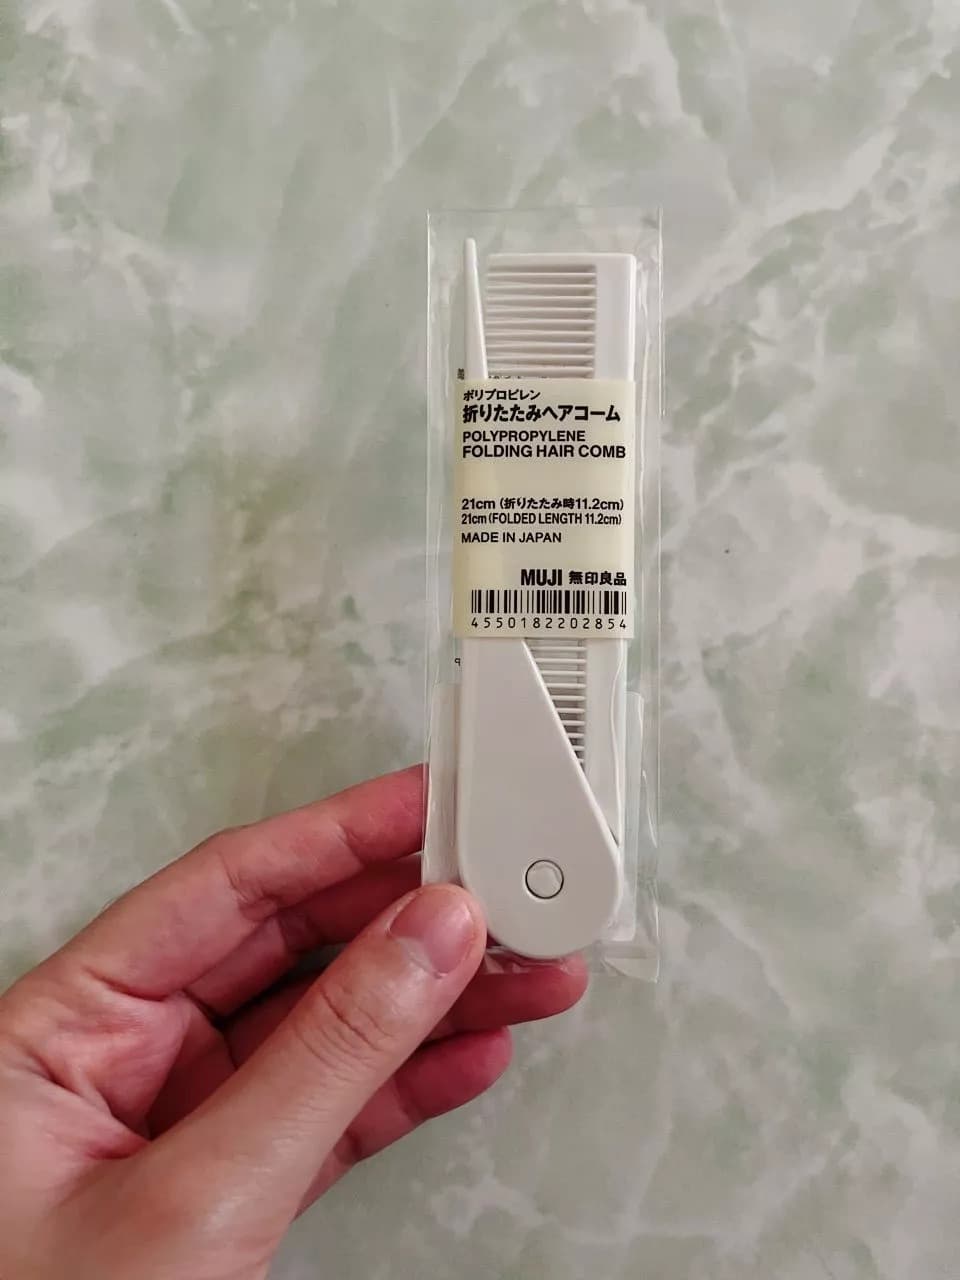 ポリプロピレン
折りたたみヘアコーム
POLYPROPYLENE
FOLDING HAIR COMB
21cm (折りたたみ時11.2cm)
21cm (FOLDED LENGTH 11.2cm)
MADE IN JAPAN
MUJI 無印良品
4550182202854